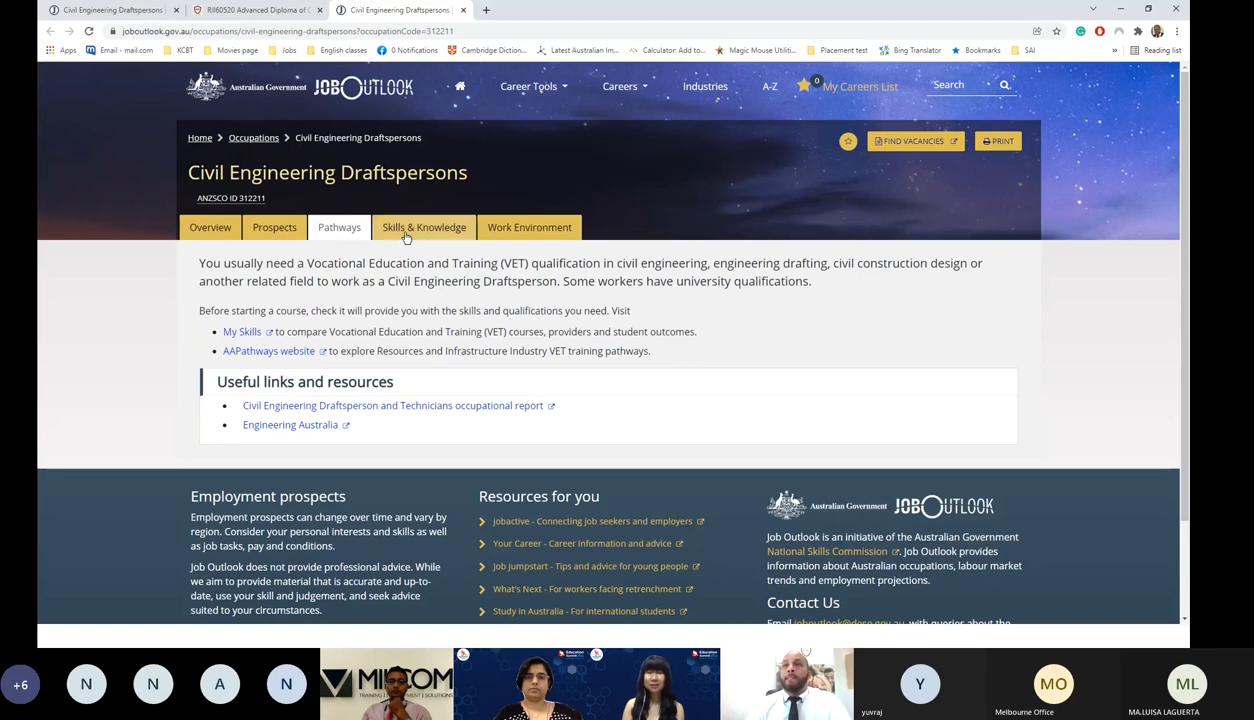 Civil Engineering Draftspersons
RII60520 Advanced Diploma of C
Civil Engineering Draftspersons
joboutlook.gov.au/occupations/civil-engineering-draftspersons?occupationCode=312211
Apps
Email - mail.com
KCBT
Movies page
Jobs
English classes
0 Notifications
Cambridge Diction...
Latest Australian Im...
Calculator: Add to...
Magic Mouse Utiliti...
Placement test
Bing Translator
Bookmarks
SAI
»
Reading list
Australian Government
JOBOUTLOOK
Career Tools
Careers
Industries
A-Z
0
My Careers List
Search
Home > Occupations > Civil Engineering Draftspersons
FIND VACANCIES
PRINT
Civil Engineering Draftspersons
ANZSCO ID 312211
Overview
Prospects
Pathways
Skills & Knowledge
Work Environment
You usually need a Vocational Education and Training (VET) qualification in civil engineering, engineering drafting, civil construction design or
another related field to work as a Civil Engineering Draftsperson. Some workers have university qualifications.
Before starting a course, check it will provide you with the skills and qualifications you need. Visit
• My Skills to compare Vocational Education and Training (VET) courses, providers and student outcomes.
• AAPathways website to explore Resources and Infrastructure Industry VET training pathways.
Useful links and resources
• Civil Engineering Draftsperson and Technicians occupational report
• Engineering Australia
Employment prospects
Employment prospects can change over time and vary by
region. Consider your personal interests and skills as well
as job tasks, pay and conditions.
Job Outlook does not provide professional advice. While
we aim to provide material that is accurate and up-to-
date, use your skill and judgement, and seek advice
suited to your circumstances.
Resources for you
jobactive - Connecting job seekers and employers
Your Career - Career Information and advice
Job Jumpstart - Tips and advice for young people
What's Next - For workers facing retrenchment
Study in Australia - For international students
Australian Government
JOBOUTLOOK
Job Outlook is an initiative of the Australian Government
National Skills Commission. Job Outlook provides
information about Australian occupations, labour market
trends and employment projections.
Contact Us
Email joboutlook@dese.gov.au, with queries about the
+6
N
N
A
N
MILCOM
Education
Education
Y
yuvraj
MO
Melbourne Office
ML
MA.LUISA LAGUERTA